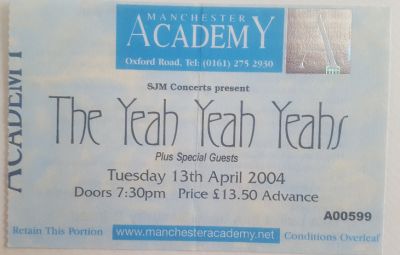 MANCHESTER
ACADEMY
Oxford Road, Tel: (0161) 275 2930
SJM Concerts present
The Yeah Yeah Yeahs
Plus Special Guests
Tuesday 13th April 2004
Doors 7:30pm Price £13.50 Advance
A00599
Retain This Portion www.manchesteracademy.net Conditions Overleaf
ACADEMY